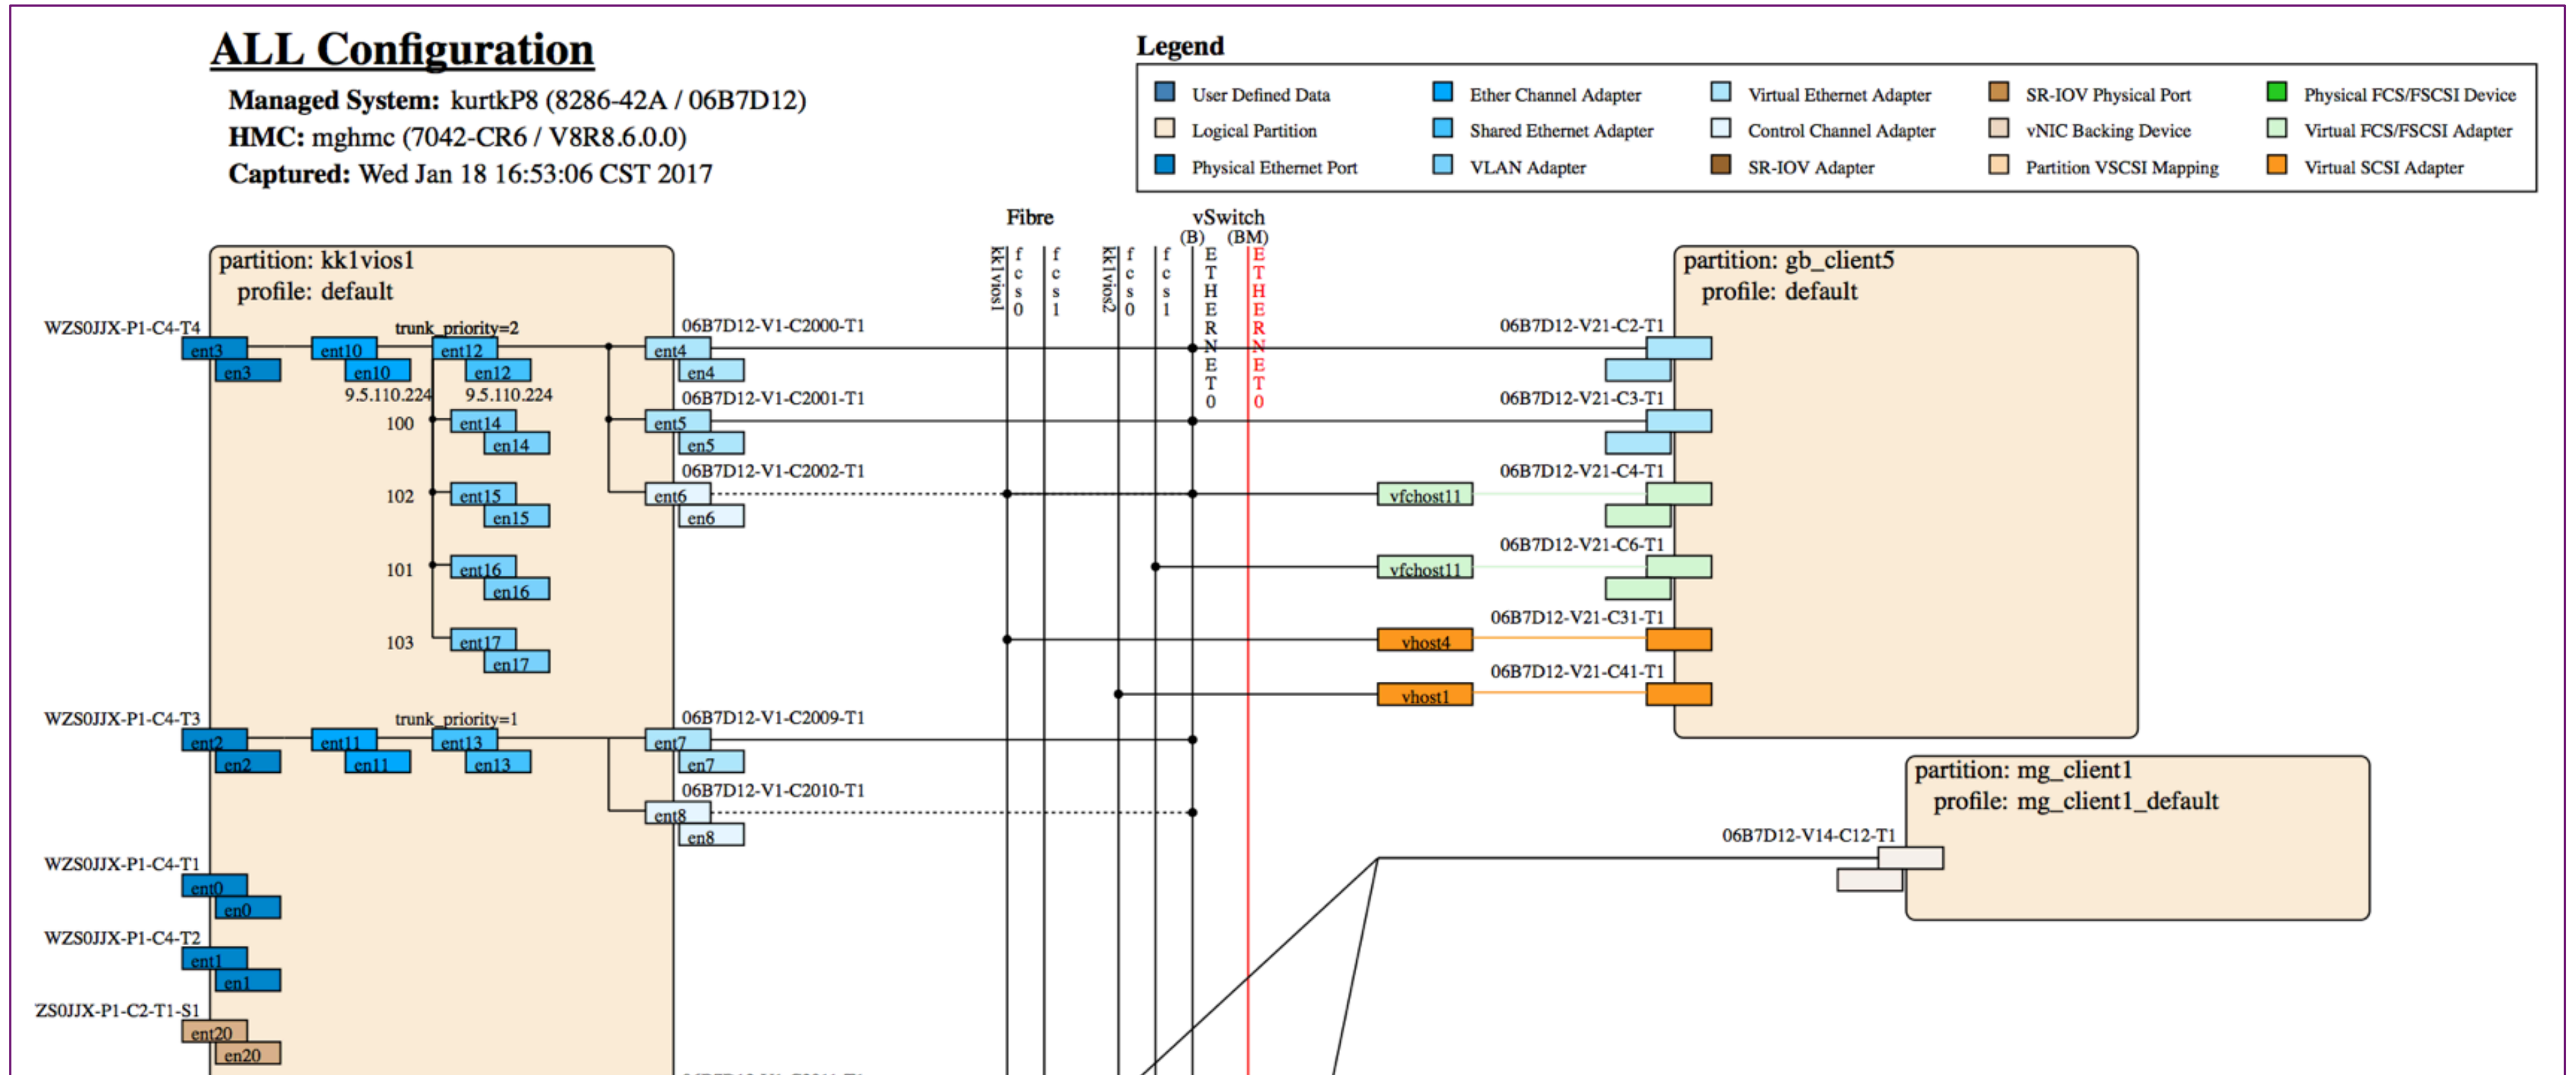 ALL Configuration
Managed System: kurtkP8 (8286-42A / 06B7D12)
HMC: mghmc (7042-CR6 / V8R8.6.0.0)
Captured: Wed Jan 18 16:53:06 CST 2017
Legend
User Defined Data
Ether Channel Adapter
Virtual Ethernet Adapter
SR-IOV Physical Port
Physical FCS/FSCSI Device
Logical Partition
Shared Ethernet Adapter
Control Channel Adapter
vNIC Backing Device
Virtual FCS/FSCSI Adapter
Physical Ethernet Port
VLAN Adapter
SR-IOV Adapter
Partition VSCSI Mapping
Virtual SCSI Adapter
Fibre
vSwitch
(B)
(BM)
kk1vios1
fcs0
fcs1
kk1vios2
fcs0
fcs1
ETHERNET0
ETHERNET0
partition: kk1vios1
profile: default
WZS0JJX-P1-C4-T4
ent3
en3
ent10
en10
9.5.110.224
trunk_priority=2
ent12
en12
9.5.110.224
100
ent14
en14
102
ent15
en15
101
ent16
en16
103
ent17
en17
06B7D12-V1-C2000-T1
ent4
en4
06B7D12-V1-C2001-T1
ent5
en5
06B7D12-V1-C2002-T1
ent6
en6
WZS0JJX-P1-C4-T3
ent2
en2
ent11
en11
trunk_priority=1
ent13
en13
06B7D12-V1-C2009-T1
ent7
en7
06B7D12-V1-C2010-T1
ent8
en8
WZS0JJX-P1-C4-T1
ent0
en0
WZS0JJX-P1-C4-T2
ent1
en1
ZS0JJX-P1-C2-T1-S1
ent20
en20
partition: gb_client5
profile: default
06B7D12-V21-C2-T1
06B7D12-V21-C3-T1
06B7D12-V21-C4-T1
vfchost11
06B7D12-V21-C6-T1
vfchost11
06B7D12-V21-C31-T1
vhost4
06B7D12-V21-C41-T1
vhost1
partition: mg_client1
profile: mg_client1_default
06B7D12-V14-C12-T1